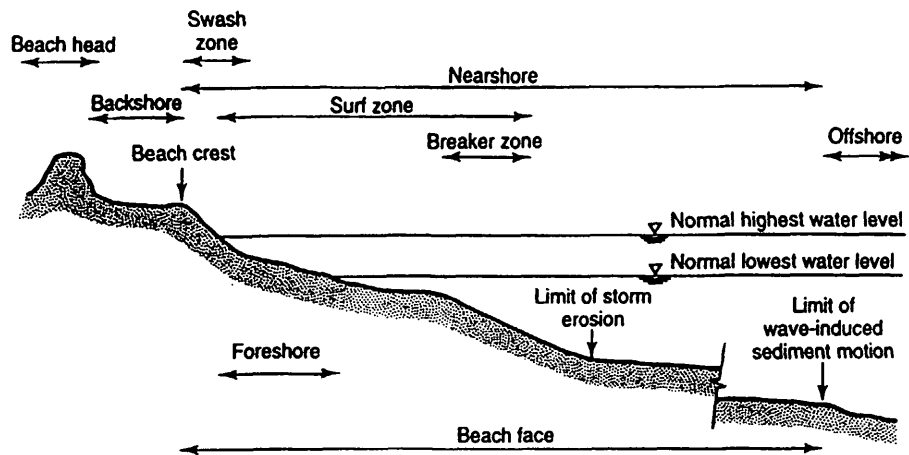 Swash
zone
Beach head
Nearshore
Backshore
Surf zone
Breaker zone
Offshore
Beach crest
Normal highest water level
Normal lowest water level
Limit of storm
erosion
Limit of
wave-induced
sediment motion
Foreshore
Beach face